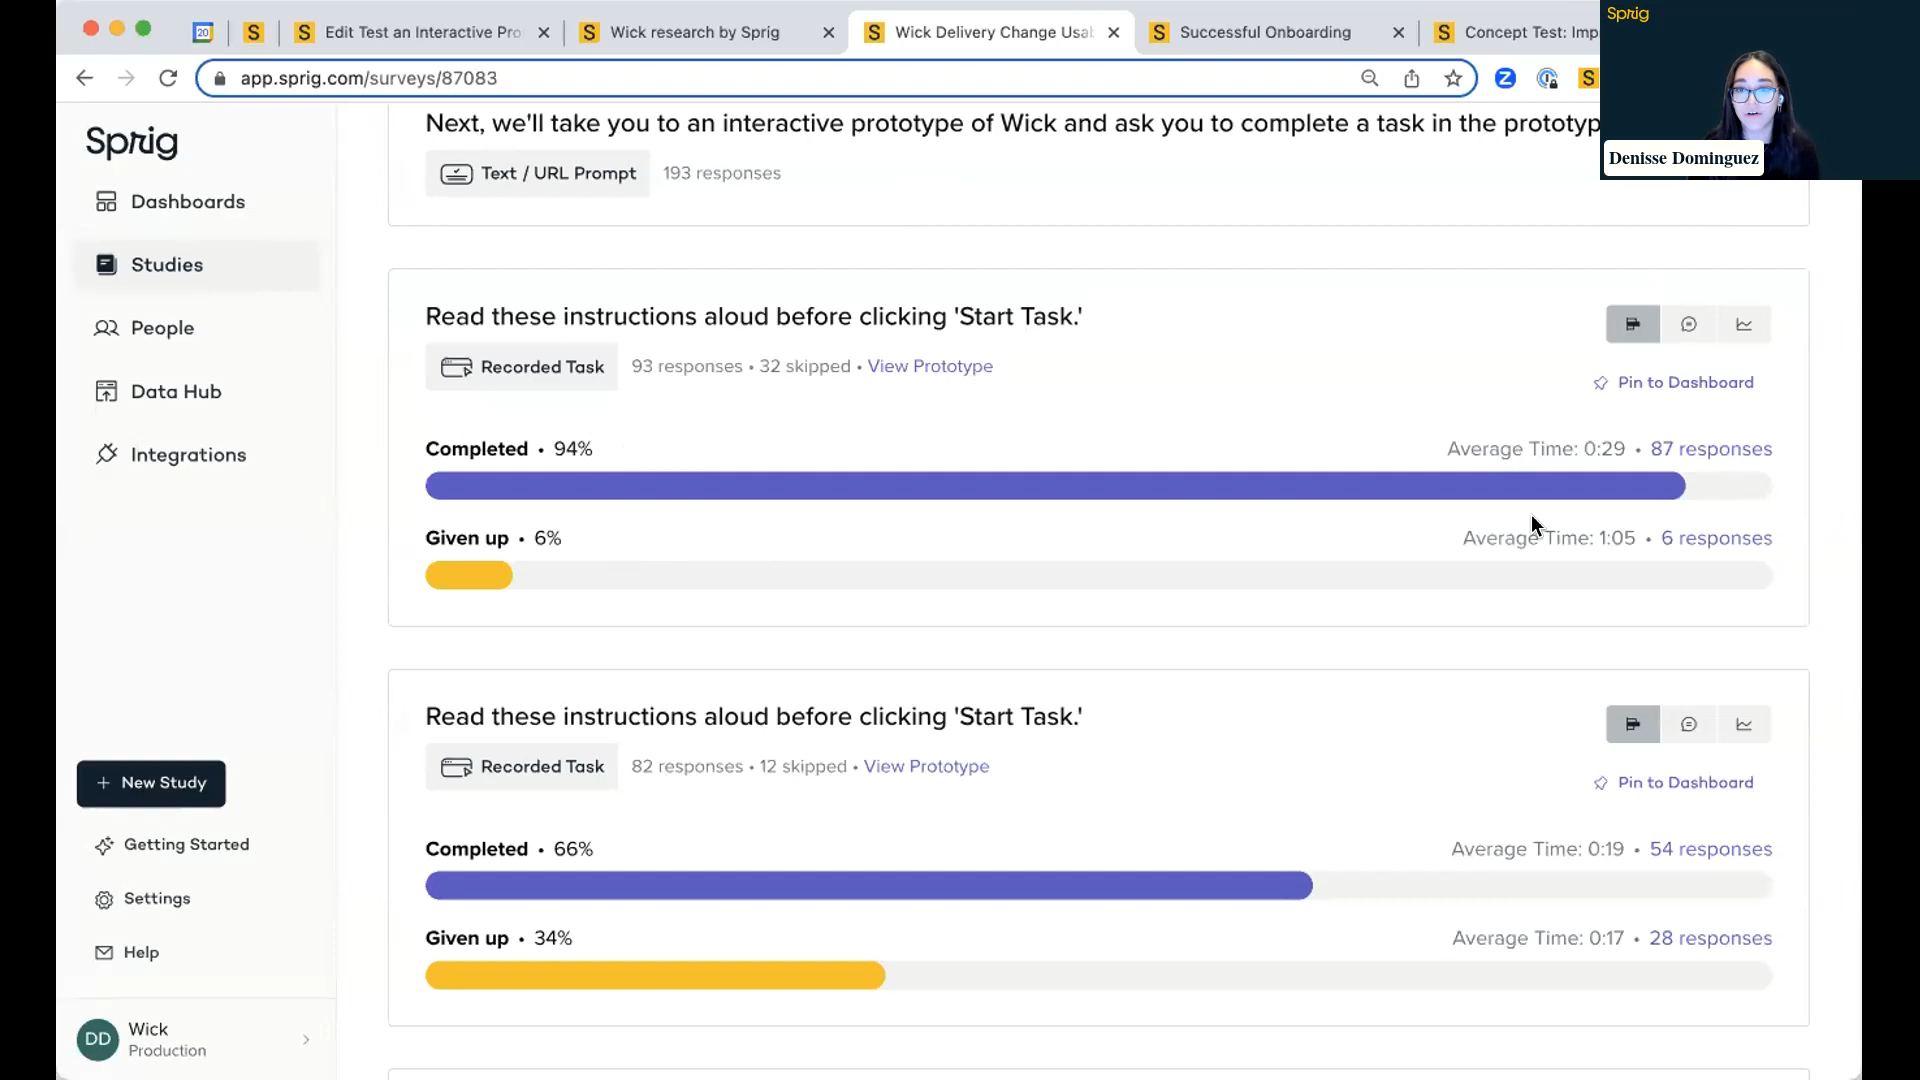 20
S
S Edit Test an Interactive Pro
S Wick research by Sprig
S Wick Delivery Change Usab
S Successful Onboarding
S Concept Test: Imp
Sprig
app.sprig.com/surveys/87083
Z
S
Denisse Dominguez
Sprig
Dashboards
Studies
People
Data Hub
Integrations
+ New Study
Getting Started
Settings
Help
DD
Wick
Production
Next, we'll take you to an interactive prototype of Wick and ask you to complete a task in the prototyp
Text / URL Prompt 193 responses
Read these instructions aloud before clicking 'Start Task.'
Recorded Task 93 responses • 32 skipped • View Prototype
Pin to Dashboard
Completed • 94% Average Time: 0:29 • 87 responses
Given up • 6% Average Time: 1:05 • 6 responses
Read these instructions aloud before clicking 'Start Task.'
Recorded Task 82 responses • 12 skipped • View Prototype
Pin to Dashboard
Completed • 66% Average Time: 0:19 • 54 responses
Given up • 34% Average Time: 0:17 • 28 responses